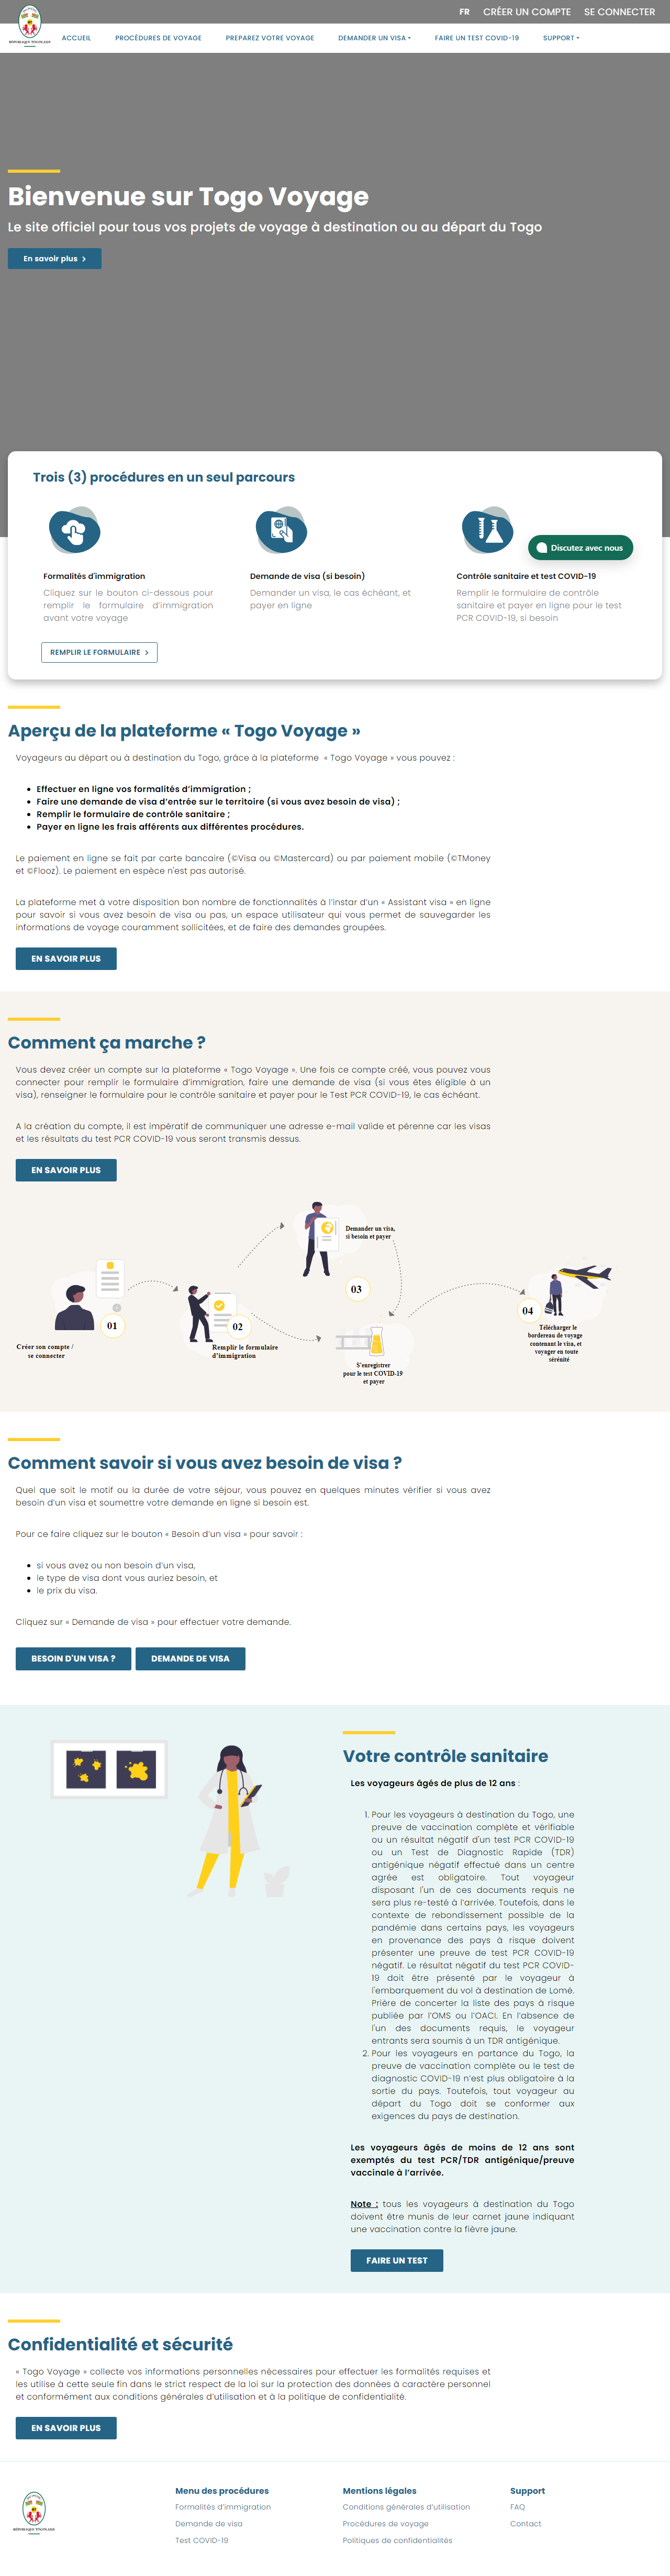 FR CRÉER UN COMPTE SE CONNECTER
RÉPUBLIQUE TOGOLAISE
ACCUEIL PROCÉDURES DE VOYAGE PREPAREZ VOTRE VOYAGE DEMANDER UN VISA FAIRE UN TEST COVID-19 SUPPORT
Bienvenue sur Togo Voyage
Le site officiel pour tous vos projets de voyage à destination ou au départ du Togo
En savoir plus
Trois (3) procédures en un seul parcours
Discutez avec nous
Formalités d'immigration
Cliquez sur le bouton ci-dessous pour
remplir le formulaire d'immigration
avant votre voyage
REMPLIR LE FORMULAIRE
Demande de visa (si besoin)
Demander un visa, le cas échéant, et
payer en ligne
Contrôle sanitaire et test COVID-19
Remplir le formulaire de contrôle
sanitaire et payer en ligne pour le test
PCR COVID-19, si besoin
Aperçu de la plateforme « Togo Voyage »
Voyageurs au départ ou à destination du Togo, grâce à la plateforme « Togo Voyage » vous pouvez :
Effectuer en ligne vos formalités d'immigration ;
Faire une demande de visa d'entrée sur le territoire (si vous avez besoin de visa) ;
Remplir le formulaire de contrôle sanitaire ;
Payer en ligne les frais afférents aux différentes procédures.
Le paiement en ligne se fait par carte bancaire (©Visa ou ©Mastercard) ou par paiement mobile (©TMoney
et ©Flooz). Le paiement en espèce n'est pas autorisé.
La plateforme met à votre disposition bon nombre de fonctionnalités à l'instar d'un « Assistant visa » en ligne
pour savoir si vous avez besoin de visa ou pas, un espace utilisateur qui vous permet de sauvegarder les
informations de voyage couramment sollicitées, et de faire des demandes groupées.
EN SAVOIR PLUS
Comment ça marche ?
Vous devez créer un compte sur la plateforme « Togo Voyage ». Une fois ce compte créé, vous pouvez vous
connecter pour remplir le formulaire d'immigration, faire une demande de visa (si vous êtes éligible à un
visa), renseigner le formulaire pour le contrôle sanitaire et payer pour le Test PCR COVID-19, le cas échéant.
A la création du compte, il est impératif de communiquer une adresse e-mail valide et pérenne car les visas
et les résultats du test PCR COVID-19 vous seront transmis dessus.
EN SAVOIR PLUS
01
Créer son compte /
se connecter
02
Remplir le formulaire
d'immigration
Demander un visa,
si besoin et payer
03
S'enregistrer
pour le test COVID-19
et payer
04
Télécharger le
bordereau de voyage
contenant le visa, et
voyager en toute
sérénité
Comment savoir si vous avez besoin de visa ?
Quel que soit le motif ou la durée de votre séjour, vous pouvez en quelques minutes vérifier si vous avez
besoin d'un visa et soumettre votre demande en ligne si besoin est.
Pour ce faire cliquez sur le bouton « Besoin d'un visa » pour savoir :
si vous avez ou non besoin d'un visa,
le type de visa dont vous auriez besoin, et
le prix du visa.
Cliquez sur « Demande de visa » pour effectuer votre demande.
BESOIN D'UN VISA ? DEMANDE DE VISA
Votre contrôle sanitaire
Les voyageurs âgés de plus de 12 ans :
1. Pour les voyageurs à destination du Togo, une
preuve de vaccination complète et vérifiable
ou un résultat négatif d'un test PCR COVID-19
ou un Test de Diagnostic Rapide (TDR)
antigénique négatif effectué dans un centre
agrée est obligatoire. Tout voyageur
disposant l'un de ces documents requis ne
sera plus re-testé à l'arrivée. Toutefois, dans le
contexte de rebondissement possible de la
pandémie dans certains pays, les voyageurs
en provenance des pays à risque doivent
présenter une preuve de test PCR COVID-19
négatif. Le résultat négatif du test PCR COVID-
19 doit être présenté par le voyageur à
l'embarquement du vol à destination de Lomé.
Prière de concerter la liste des pays à risque
publiée par l'OMS ou l'OACI. En l'absence de
l'un des documents requis, le voyageur
entrants sera soumis à un TDR antigénique.
2. Pour les voyageurs en partance du Togo, la
preuve de vaccination complète ou le test de
diagnostic COVID-19 n'est plus obligatoire à la
sortie du pays. Toutefois, tout voyageur au
départ du Togo doit se conformer aux
exigences du pays de destination.
Les voyageurs âgés de moins de 12 ans sont
exemptés du test PCR/TDR antigénique/preuve
vaccinale à l'arrivée.
Note : tous les voyageurs à destination du Togo
doivent être munis de leur carnet jaune indiquant
une vaccination contre la fièvre jaune.
FAIRE UN TEST
Confidentialité et sécurité
« Togo Voyage » collecte vos informations personnelles nécessaires pour effectuer les formalités requises et
les utilise à cette seule fin dans le strict respect de la loi sur la protection des données à caractère personnel
et conformément aux conditions générales d'utilisation et à la politique de confidentialité.
EN SAVOIR PLUS
RÉPUBLIQUE TOGOLAISE
Menu des procédures
Formalités d'immigration
Demande de visa
Test COVID-19
Mentions légales
Conditions générales d'utilisation
Procédures de voyage
Politiques de confidentialités
Support
FAQ
Contact